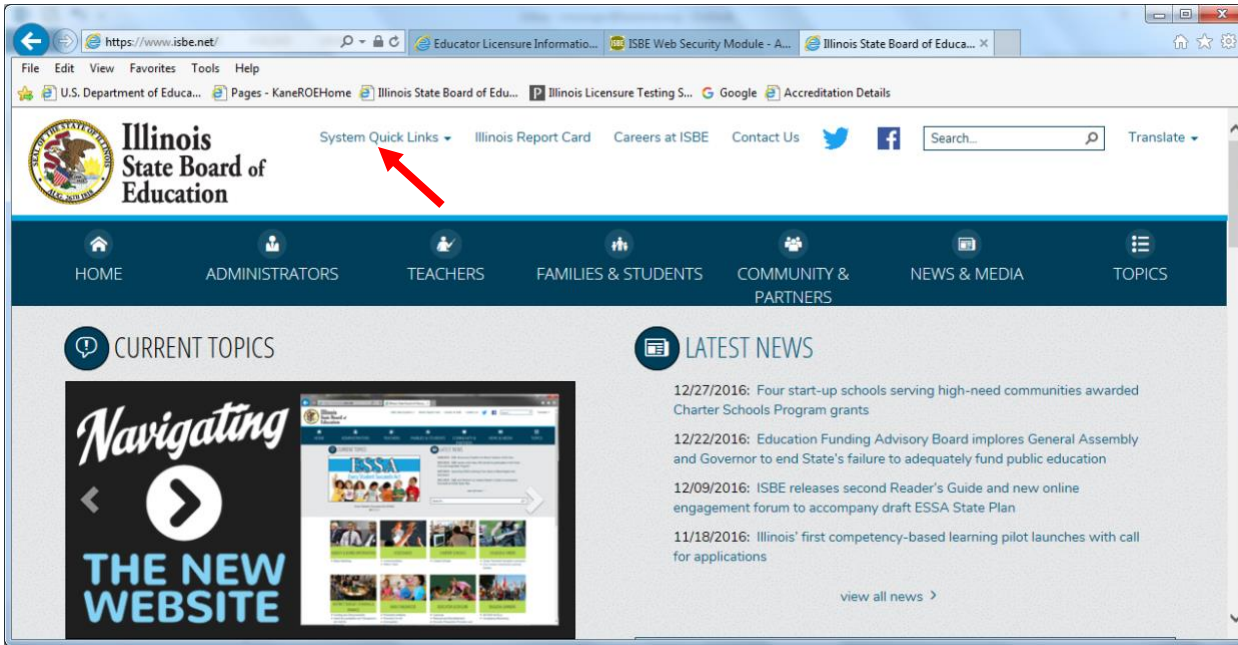 https://www.isbe.net/
Educator Licensure Informatio...
ISBE Web Security Module - A...
Illinois State Board of Educa...
File Edit View Favorites Tools Help
U.S. Department of Educa... Pages - KaneROEHome Illinois State Board of Edu... Illinois Licensure Testing S... Google Accreditation Details
Illinois
State Board of
Education
System Quick Links Illinois Report Card Careers at ISBE Contact Us Search... Translate
HOME ADMINISTRATORS TEACHERS FAMILIES & STUDENTS COMMUNITY &
PARTNERS NEWS & MEDIA TOPICS
CURRENT TOPICS
Navigating
THE NEW
WEBSITE
ESSA
LATEST NEWS
12/27/2016: Four start-up schools serving high-need communities awarded
Charter Schools Program grants
12/22/2016: Education Funding Advisory Board implores General Assembly
and Governor to end State's failure to adequately fund public education
12/09/2016: ISBE releases second Reader's Guide and new online
engagement forum to accompany draft ESSA State Plan
11/18/2016: Illinois' first competency-based learning pilot launches with call
for applications
view all news